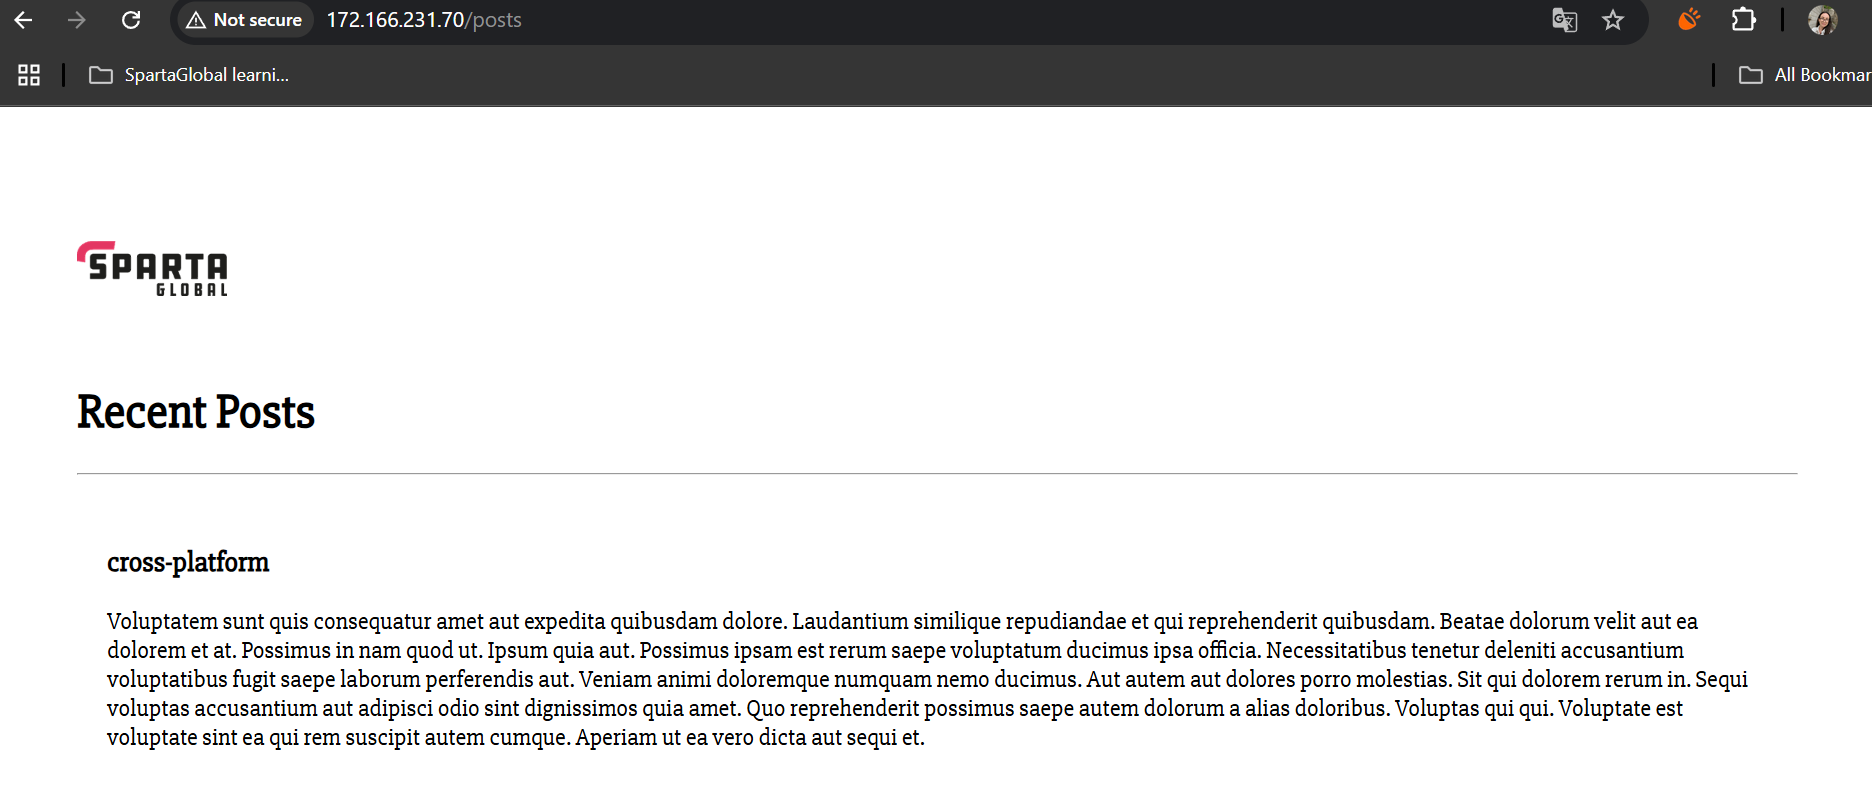 Not secure 172.166.231.70/posts
SpartaGlobal learni... All Bookmar
SPARTA
GLOBAL
Recent Posts
cross-platform
Voluptatem sunt quis consequatur amet aut expedita quibusdam dolore. Laudantium similique repudiandae et qui reprehenderit quibusdam. Beatae dolorum velit aut ea
dolorem et at. Possimus in nam quod ut. Ipsum quia aut. Possimus ipsam est rerum saepe voluptatum ducimus ipsa officia. Necessitatibus tenetur deleniti accusantium
voluptatibus fugit saepe laborum perferendis aut. Veniam animi doloremque numquam nemo ducimus. Aut autem aut dolores porro molestias. Sit qui dolorem rerum in. Sequi
voluptas accusantium aut adipisci odio sint dignissimos quia amet. Quo reprehenderit possimus saepe autem dolorum a alias doloribus. Voluptas qui qui. Voluptate est
voluptate sint ea qui rem suscipit autem cumque. Aperiam ut ea vero dicta aut sequi et.